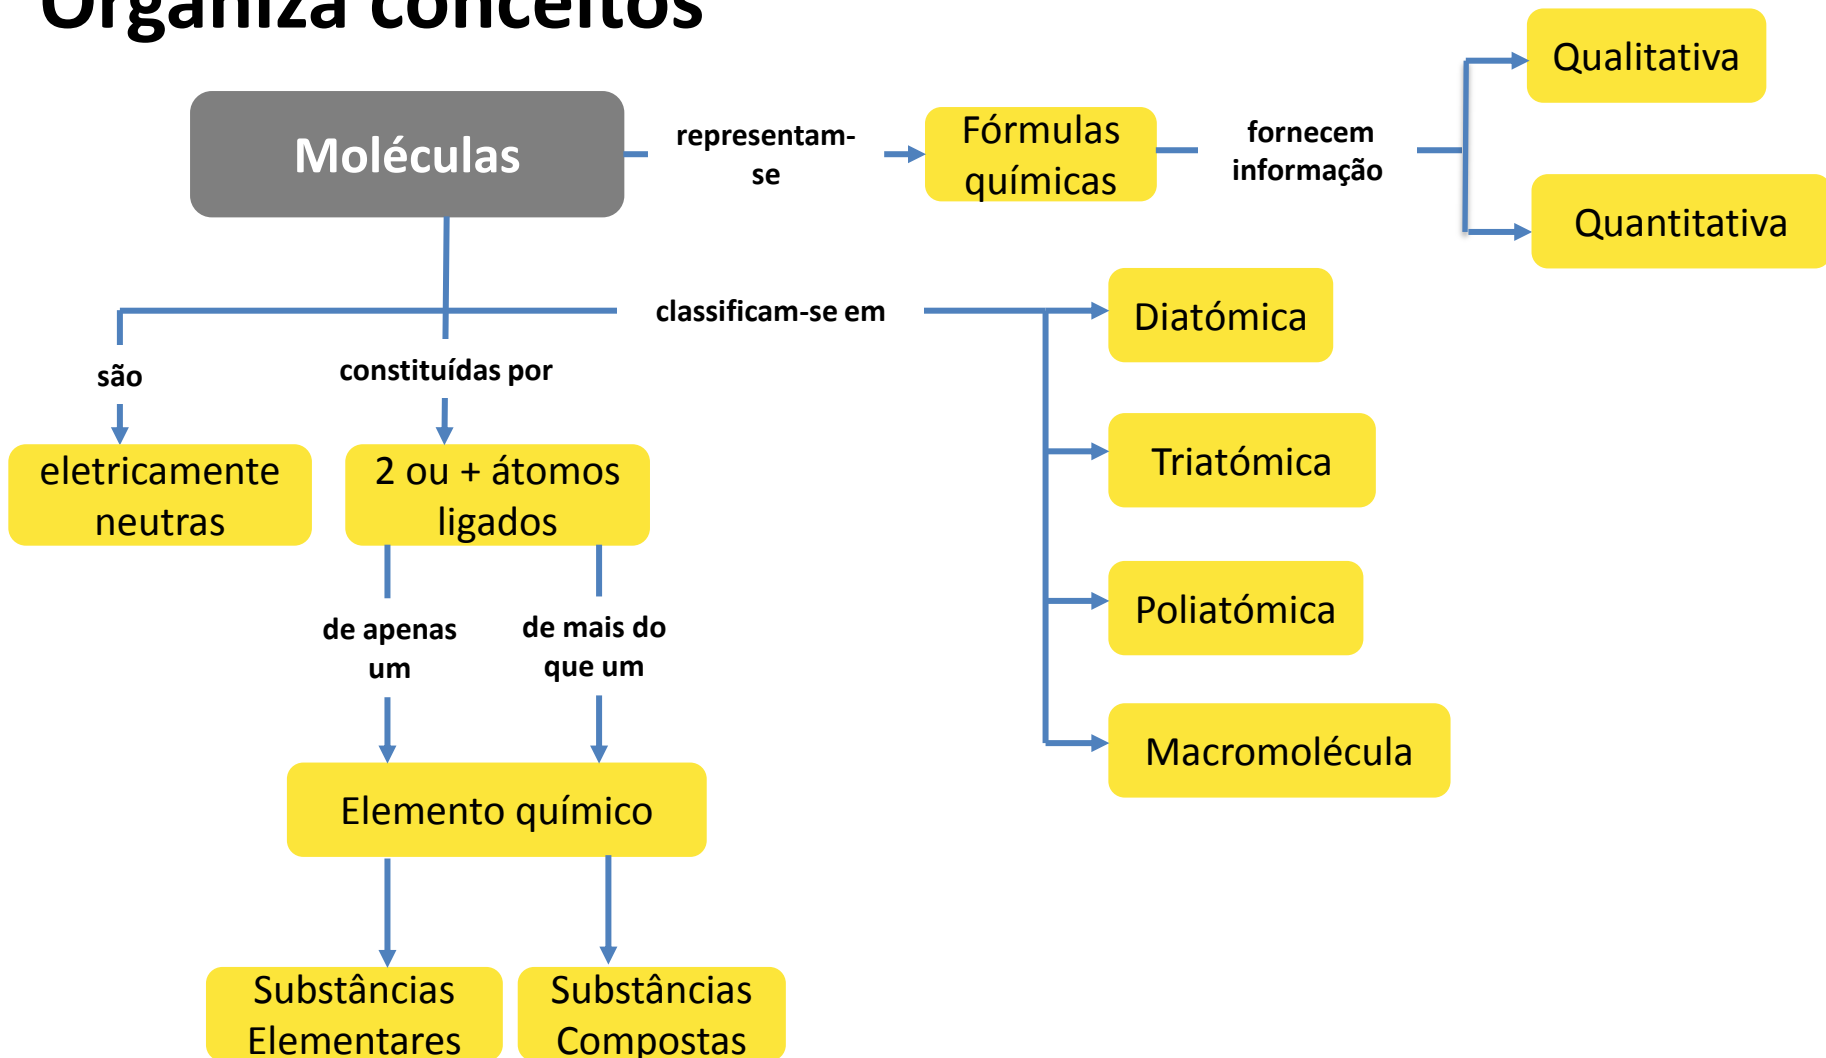 Organiza conceitos
Qualitativa
Moléculas
representam-
se
Fórmulas
químicas
fornecem
informação
Quantitativa
classificam-se em
Diatómica
são
constituídas por
eletricamente
neutras
2 ou + átomos
ligados
Triatómica
de apenas
um
de mais do
que um
Poliatómica
Macromolécula
Elemento químico
Substâncias
Elementares
Substâncias
Compostas